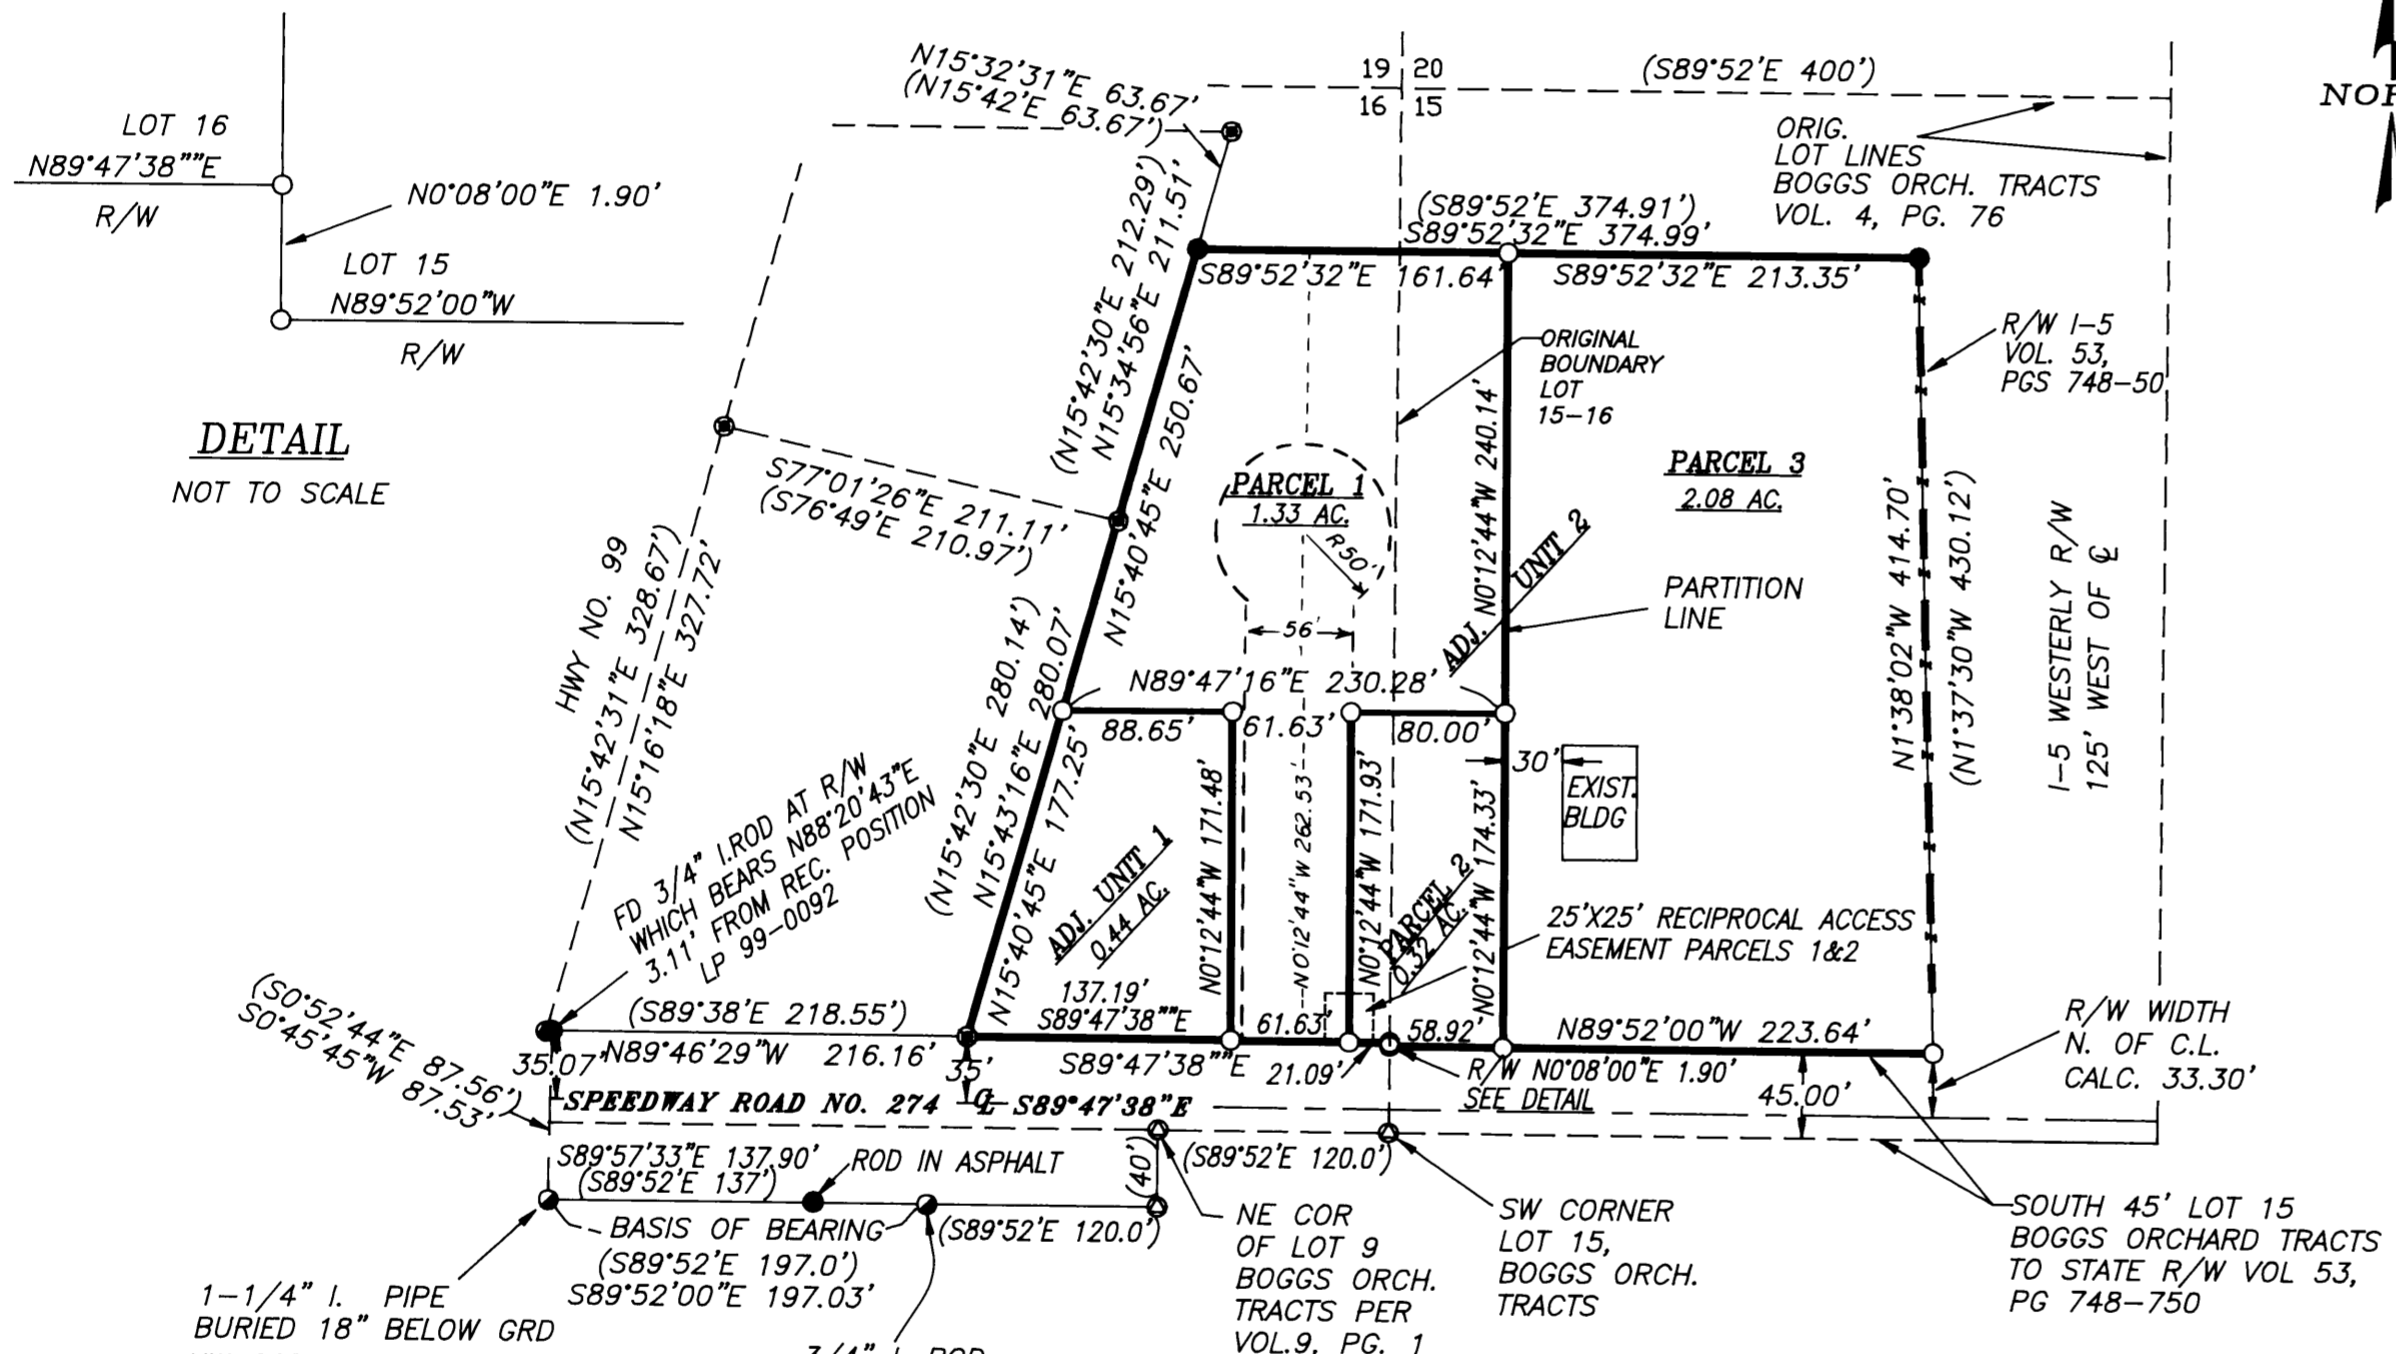 LOT 16
N89°47'38""E
R/W
N0°08'00"E 1.90'
LOT 15
N89°52'00"W
R/W
DETAIL
NOT TO SCALE
N15°32'31"E 63.67'
(N15°42'E 63.67')
19 20
16 15
(S89°52'E 400')
ORIG.
LOT LINES
BOGGS ORCH. TRACTS
VOL. 4, PG. 76
(S89°52'E 374.91')
S89°52'32"E 374.99'
S89°52'32"E 161.64'
S89°52'32"E 213.35'
R/W I-5
VOL. 53,
PGS 748-50
ORIGINAL
BOUNDARY
LOT
15-16
(N15°42'30"E 212.29')
N15°34'56"E 211.51'
N15°40'45"E 250.67'
S77°01'26"E 211.11'
(S76°49'E 210.97')
PARCEL 1
1.33 AC.
R50'
56'
N0°12'44"W 240.14'
ADJ. UNIT 2
PARCEL 3
2.08 AC.
PARTITION
LINE
N1°38'02"W 414.70'
(N1°37'30"W 430.12')
I-5 WESTERLY R/W
125' WEST OF ℄
HWY NO. 99
(N15°42'31"E 328.67')
N15°16'18"E 327.72'
(N15°42'30"E 280.14')
N15°43'16"E 280.07'
N15°40'45"E 177.25'
N89°47'16"E 230.28'
88.65'
61.63'
80.00'
30'
EXIST.
BLDG
FD 3/4" I.ROD AT R/W
WHICH BEARS N88°20'43"E
3.11' FROM REC. POSITION
LP 99-0092
ADJ. UNIT 1
0.44 AC.
N0°12'44"W 171.48'
N0°12'44"W 262.53'
N0°12'44"W 171.93'
PARCEL 2
0.32 AC.
N0°12'44"W 174.33'
25'X25' RECIPROCAL ACCESS
EASEMENT PARCELS 1&2
(S0°52'44"E 87.56')
S0°45'45"W 87.53'
(S89°38'E 218.55')
N89°46'29"W 216.16'
35.07'
35'
137.19'
S89°47'38""E
61.63'
58.92'
S89°47'38""E
21.09'
N89°52'00"W 223.64'
R/W N0°08'00"E 1.90'
SEE DETAIL
45.00'
R/W WIDTH
N. OF C.L.
CALC. 33.30'
SPEEDWAY ROAD NO. 274 ℄ S89°47'38"E
S89°57'33"E 137.90'
(S89°52'E 137')
ROD IN ASPHALT
(40')
(S89°52'E 120.0')
BASIS OF BEARING
(S89°52'E 197.0')
S89°52'00"E 197.03'
(S89°52'E 120.0')
NE COR
OF LOT 9
BOGGS ORCH.
TRACTS PER
VOL.9, PG. 1
SW CORNER
LOT 15,
BOGGS ORCH.
TRACTS
SOUTH 45' LOT 15
BOGGS ORCHARD TRACTS
TO STATE R/W VOL 53,
PG 748-750
1-1/4" I. PIPE
BURIED 18" BELOW GRD